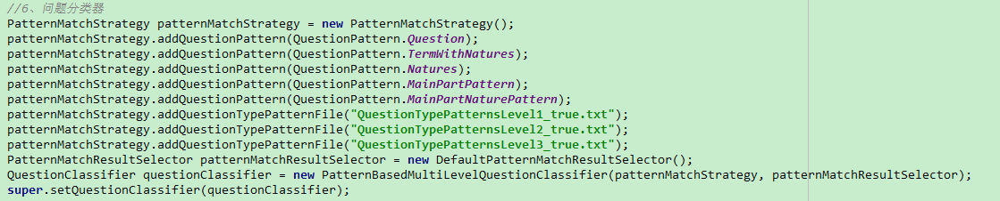 //6、问题分类器
PatternMatchStrategy patternMatchStrategy = new PatternMatchStrategy();
patternMatchStrategy.addQuestionPattern(QuestionPattern.Question);
patternMatchStrategy.addQuestionPattern(QuestionPattern.TermWithNatures);
patternMatchStrategy.addQuestionPattern(QuestionPattern.Natures);
patternMatchStrategy.addQuestionPattern(QuestionPattern.MainPartPattern);
patternMatchStrategy.addQuestionPattern(QuestionPattern.MainPartNaturePattern);
patternMatchStrategy.addQuestionTypePatternFile("QuestionTypePatternsLevel1_true.txt");
patternMatchStrategy.addQuestionTypePatternFile("QuestionTypePatternsLevel2_true.txt");
patternMatchStrategy.addQuestionTypePatternFile("QuestionTypePatternsLevel3_true.txt");
PatternMatchResultSelector patternMatchResultSelector = new DefaultPatternMatchResultSelector();
QuestionClassifier questionClassifier = new PatternBasedMultiLevelQuestionClassifier(patternMatchStrategy, patternMatchResultSelector);
super.setQuestionClassifier(questionClassifier);